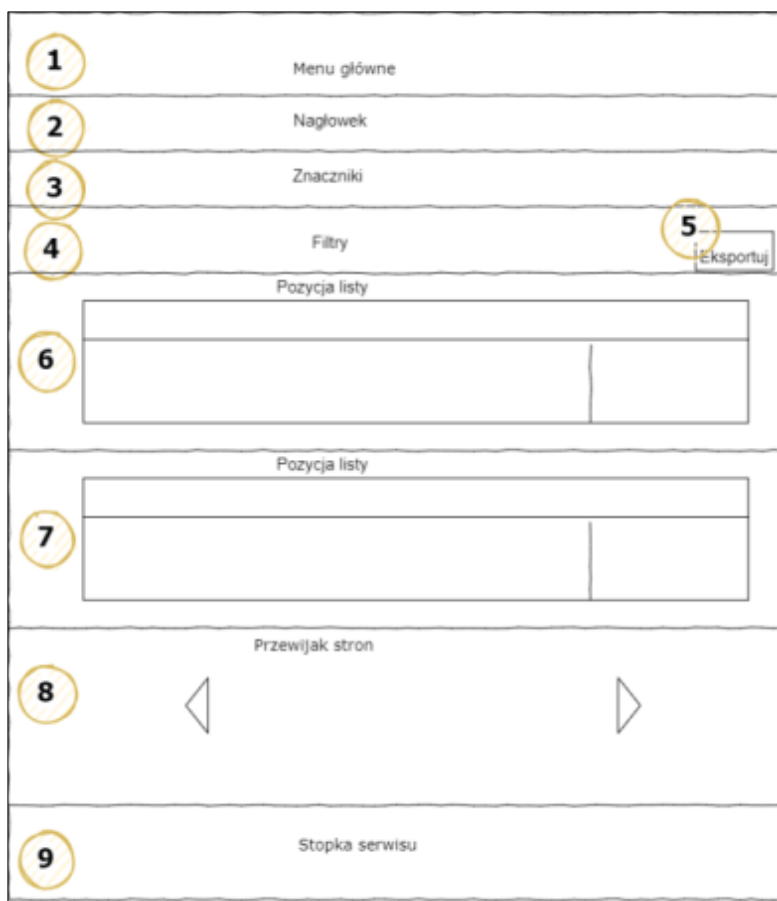 1
Menu główne
2
Nagłowek
3
Znaczniki
4
Filtry
5
Eksportuj
Pozycja listy
6
Pozycja listy
7
Przewijak stron
8
9
Stopka serwisu